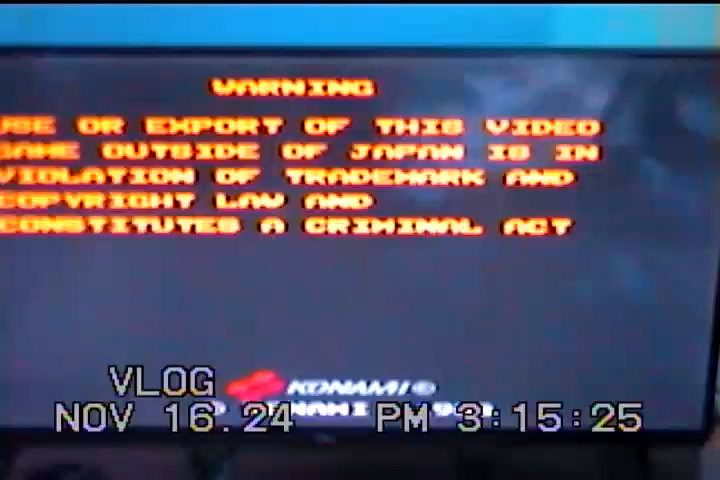 WARNING
USE OR EXPORT OF THIS VIDEO
GAME OUTSIDE OF JAPAN IS IN
VIOLATION OF TRADEMARK AND
COPYRIGHT LAW AND
CONSTITUTES A CRIMINAL ACT
KONAMI©
KONAMI
VLOG
NOV 16.24 PM 3:15:25